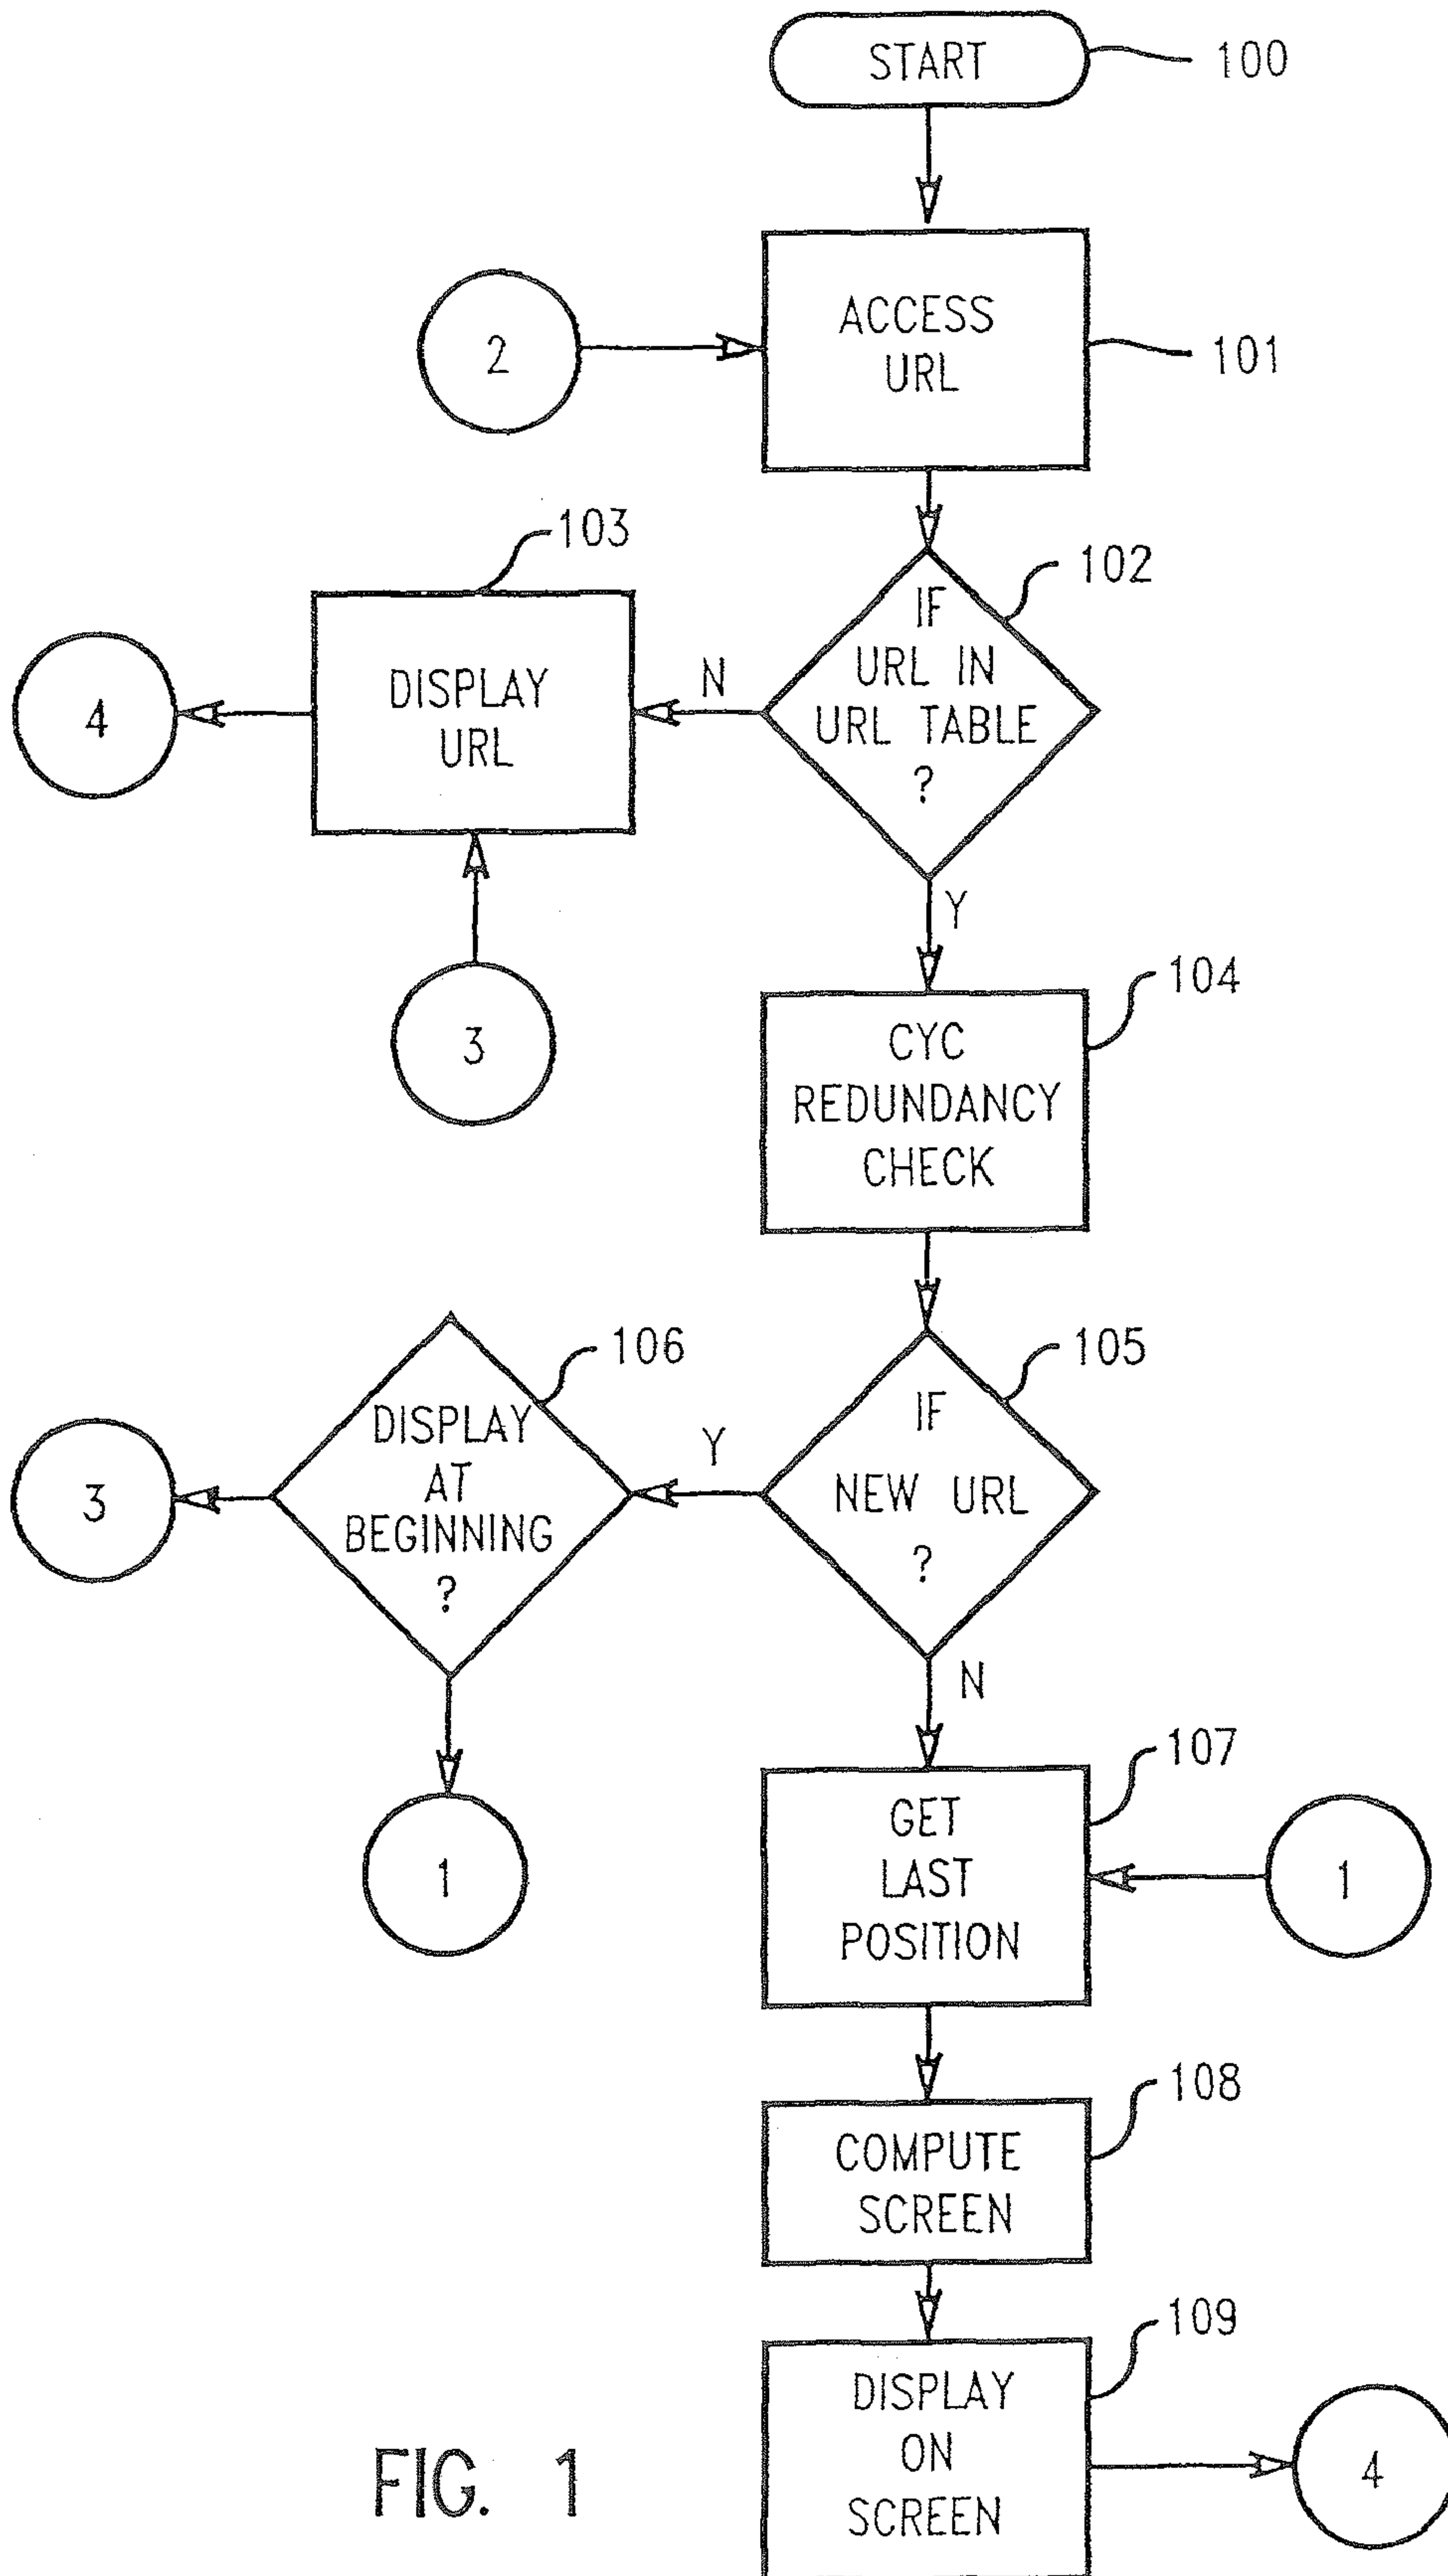 START
100
ACCESS
URL
101
2
103
102
IF
URL IN
URL TABLE
?
N
DISPLAY
URL
4
Y
3
104
CYC
REDUNDANCY
CHECK
106
105
DISPLAY
AT
BEGINNING
?
Y
IF
NEW URL
?
3
N
1
107
GET
LAST
POSITION
1
108
COMPUTE
SCREEN
109
DISPLAY
ON
SCREEN
4
FIG. 1